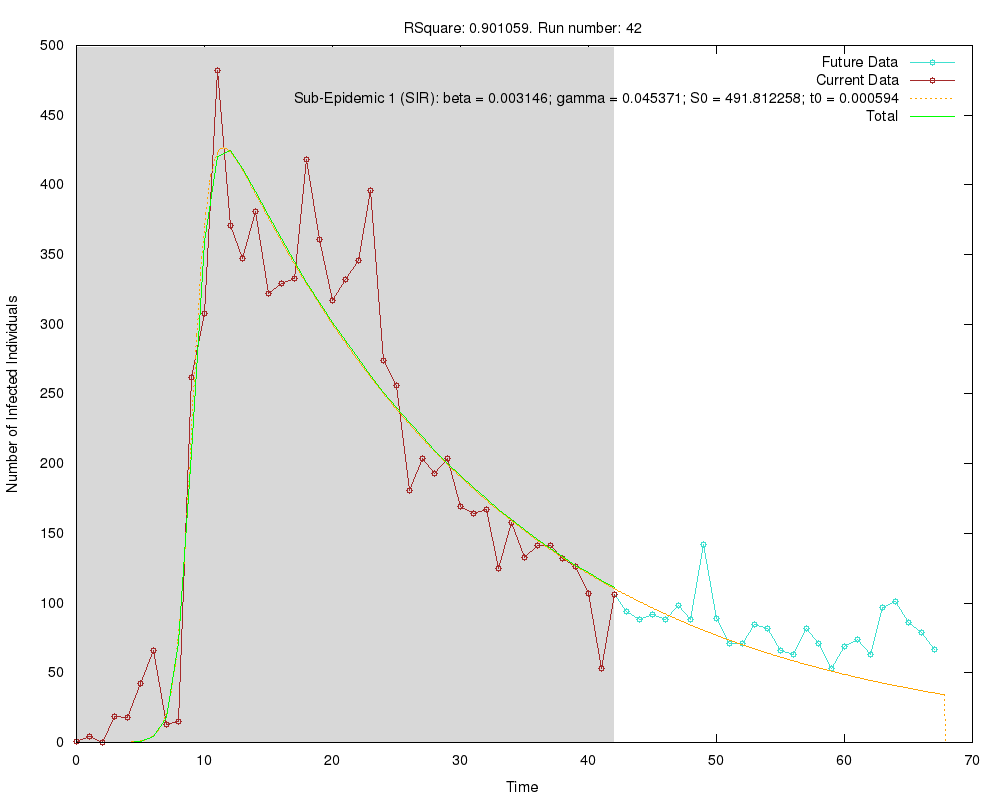 RSquare: 0.901059. Run number: 42
500
450
400
350
300
250
200
150
100
50
0
Number of Infected Individuals
Future Data
Current Data
Sub-Epidemic 1 (SIR): beta = 0.003146; gamma = 0.045371; S0 = 491.812258; t0 = 0.000594
Total
0 10 20 30 40 50 60 70
Time